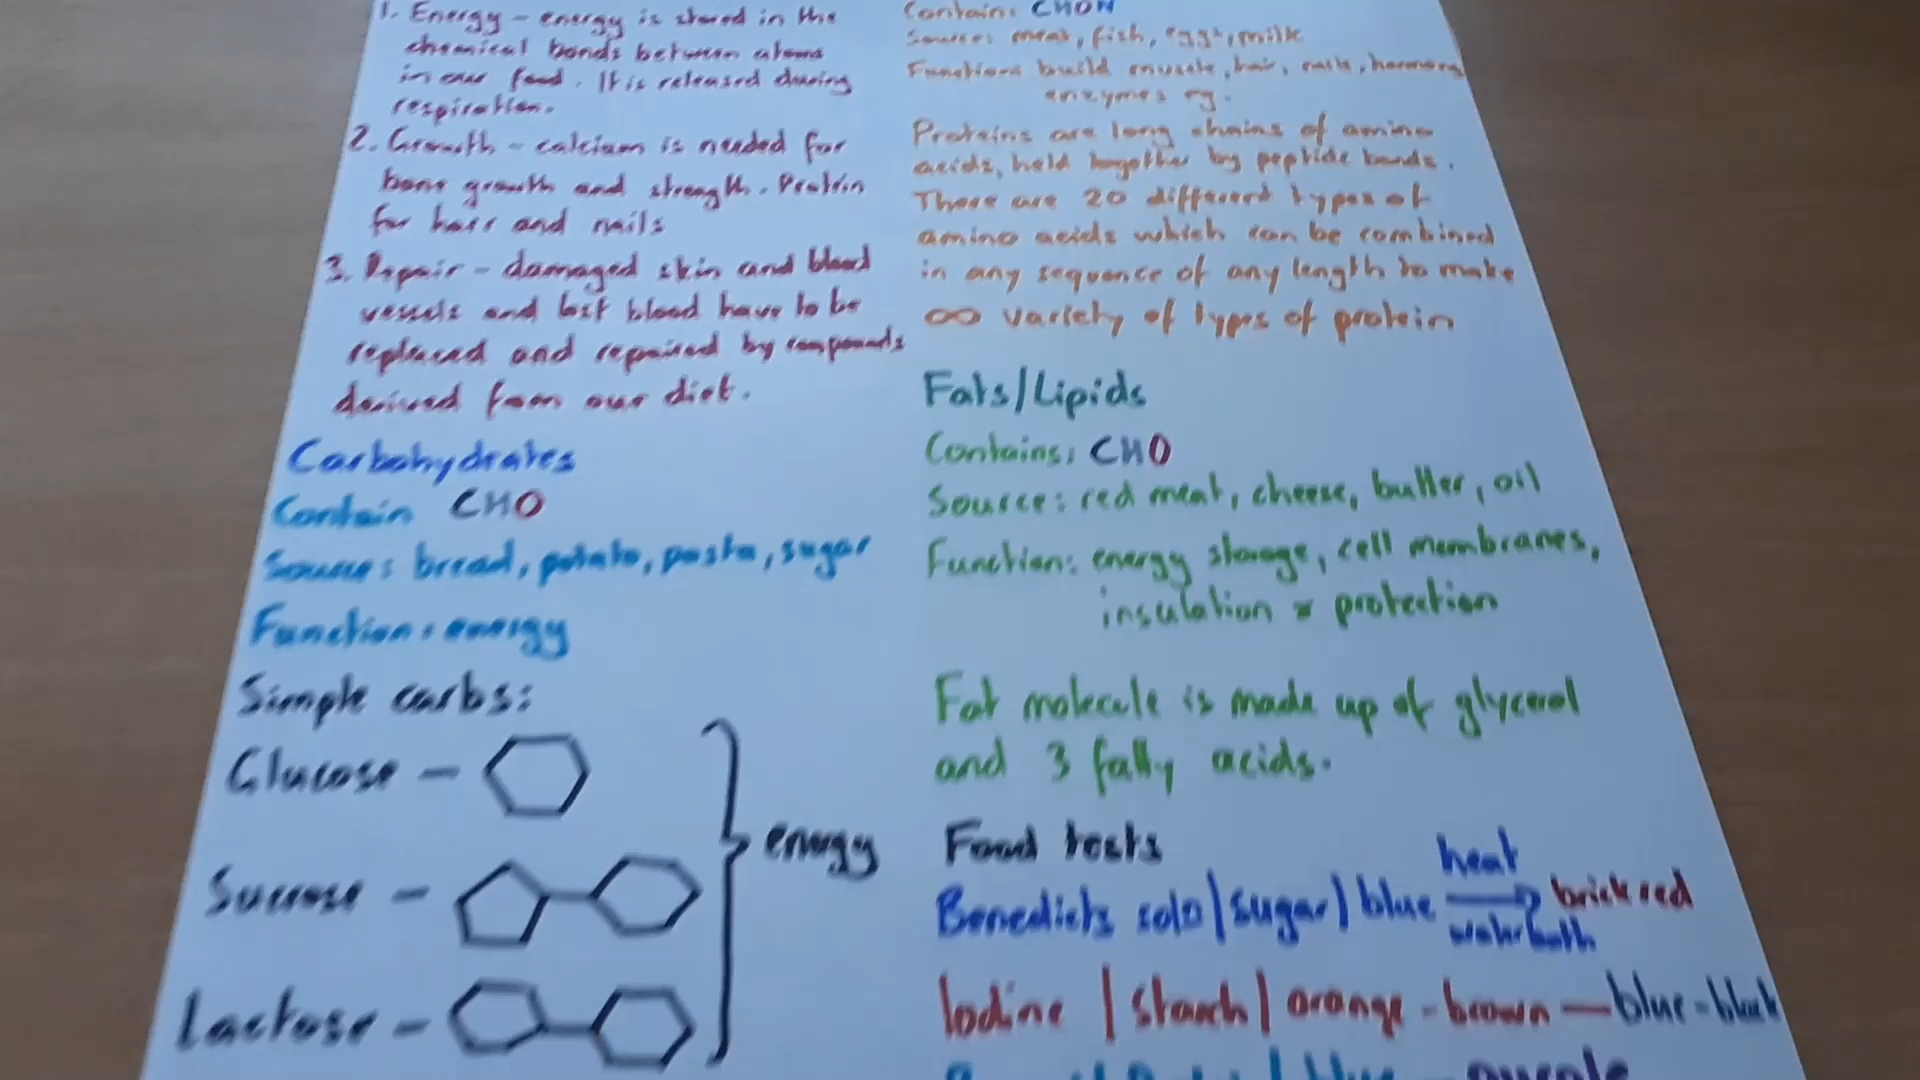 1. Energy - energy is stored in the
chemical bonds between atoms
in our food. It is released during
respiration.
2. Growth - calcium is needed for
bone growth and strength. Protein
for hair and nails
3. Repair - damaged skin and blood
vessels and lost blood have to be
replaced and repaired by compounds
derived from our diet.
Carbohydrates
Contain CHO
Source: bread, potato, pasta, sugar
Function: energy
Simple carbs:
Glucose -
Sucrose -
Lactose -
energy
Contain: CHON
Source: meat, fish, eggs, milk
Function: build muscle, hair, nails, hormones
enzymes eg.
Proteins are long chains of amino
acids, held together by peptide bonds.
There are 20 different types of
amino acids which can be combined
in any sequence of any length to make
∞ variety of types of protein
Fats/Lipids
Contains: CHO
Source: red meat, cheese, butter, oil
Function: energy storage, cell membranes,
insulation & protection
Fat molecule is made up of glycerol
and 3 fatty acids.
Food tests
Benedicts soln | sugar | blue heat → water bath brick red
Iodine | starch | orange-brown — blue-black
blue - purple